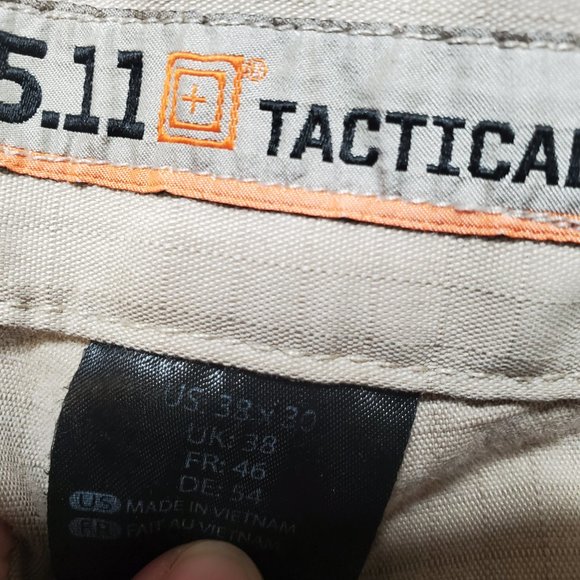 5.11 TACTICAL
US: 38 x 30
UK: 38
FR: 46
DE: 54
US MADE IN VIETNAM
FR FAIT AU VIETNAM